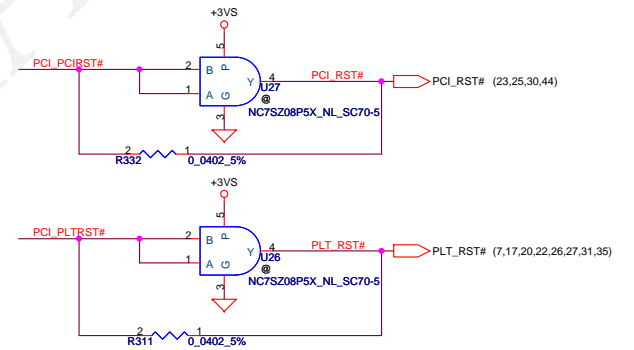 +3VS
5
PCI_PCIRST#
2
B
P
Y
4
PCI_RST#
PCI_RST# (23,25,30,44)
1
A
G
U27
@
3
NC7SZ08P5X_NL_SC70-5
2
1
R332
0_0402_5%
+3VS
5
PCI_PLTRST#
2
B
P
Y
4
PLT_RST#
PLT_RST# (7,17,20,22,26,27,31,35)
1
A
G
U26
@
3
NC7SZ08P5X_NL_SC70-5
2
1
R311
0_0402_5%